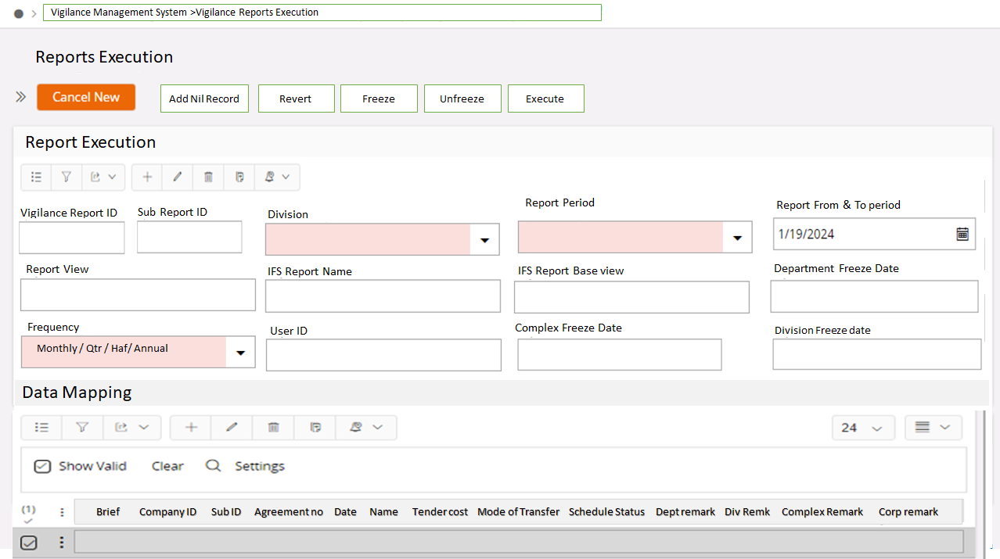 Vigilance Management System >Vigilance Reports Execution
Reports Execution
Cancel New Add Nil Record Revert Freeze Unfreeze Execute
Report Execution
Vigilance Report ID Sub Report ID Division Report Period Report From & To period
1/19/2024
Report View IFS Report Name IFS Report Base view Department Freeze Date
Frequency User ID Complex Freeze Date Division Freeze date
Monthly / Qtr / Haf/ Annual
Data Mapping
24
Show Valid Clear Settings
(1) Brief Company ID Sub ID Agreement no Date Name Tender cost Mode of Transfer Schedule Status Dept remark Div Remk Complex Remark Corp remark